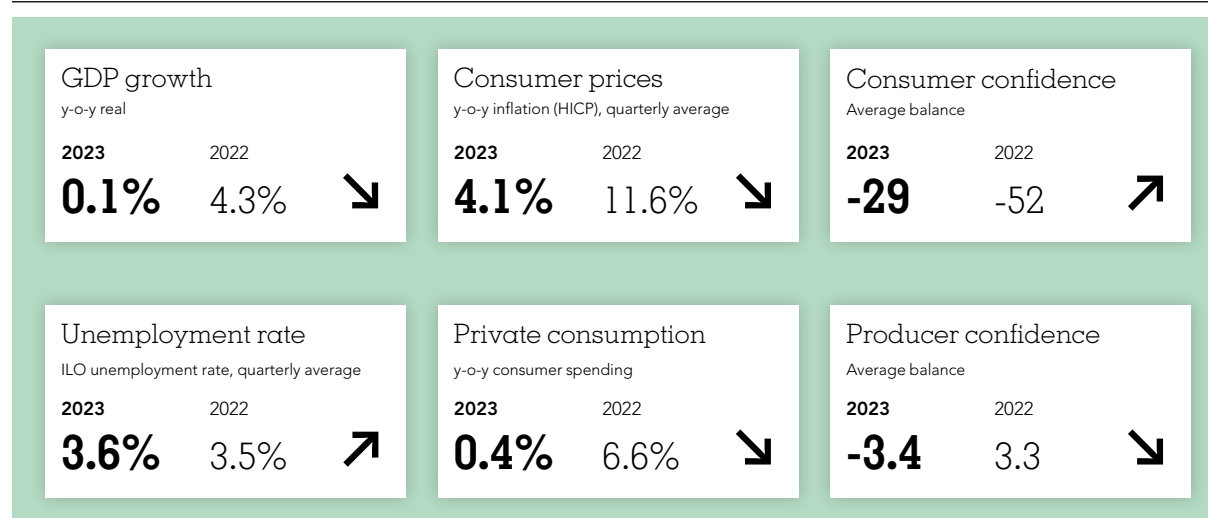 GDP growth
y-o-y real
2023 2022
0.1% 4.3%
Consumer prices
y-o-y inflation (HICP), quarterly average
2023 2022
4.1% 11.6%
Consumer confidence
Average balance
2023 2022
-29 -52
Unemployment rate
ILO unemployment rate, quarterly average
2023 2022
3.6% 3.5%
Private consumption
y-o-y consumer spending
2023 2022
0.4% 6.6%
Producer confidence
Average balance
2023 2022
-3.4 3.3